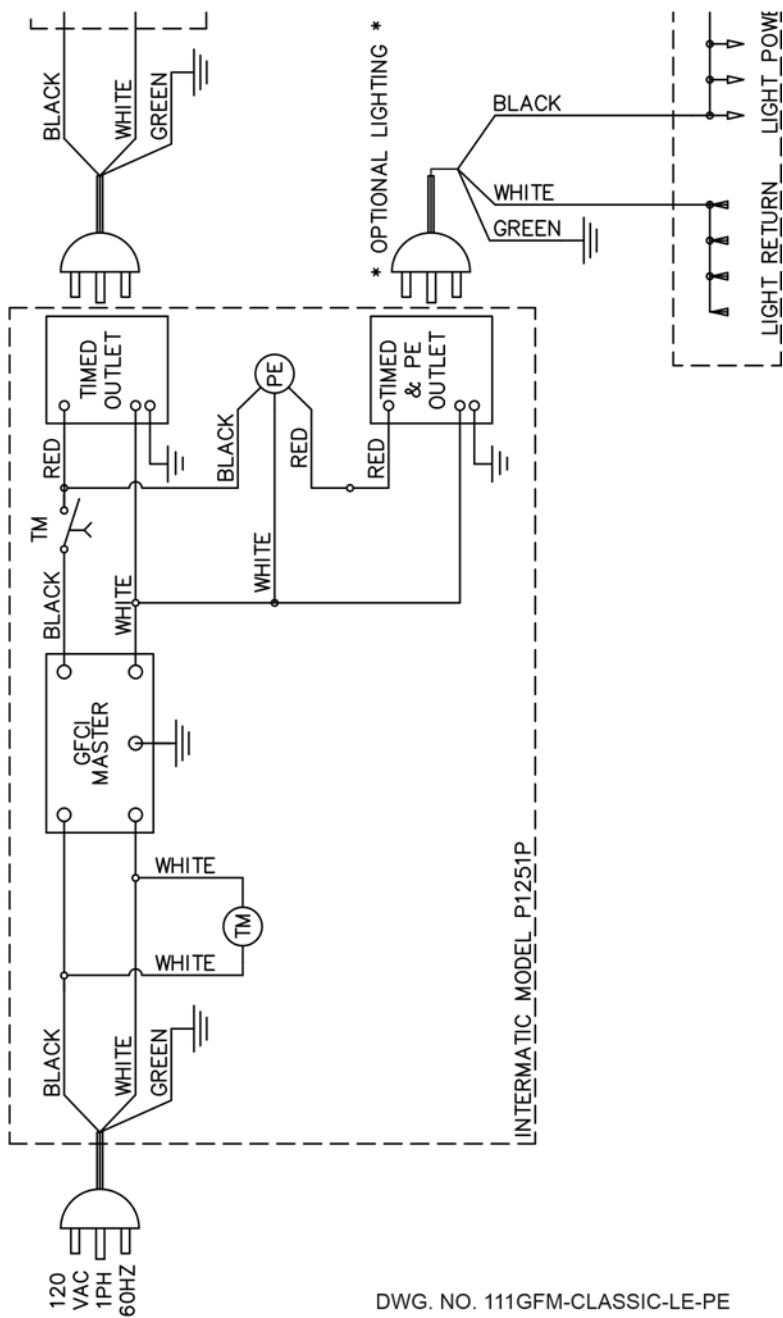 BLACK
WHITE
GREEN
* OPTIONAL LIGHTING *
BLACK
WHITE
GREEN
LIGHT RETURN
TIMED
OUTLET
PE
TIMED
& PE
OUTLET
RED
BLACK
RED
RED
TM
BLACK
WHITE
WHITE
GFCI
MASTER
WHITE
TM
WHITE
BLACK
WHITE
GREEN
INTERMATIC MODEL P1251P
120
VAC
1PH
60HZ
DWG. NO. 111GFM-CLASSIC-LE-PE
LIGHT